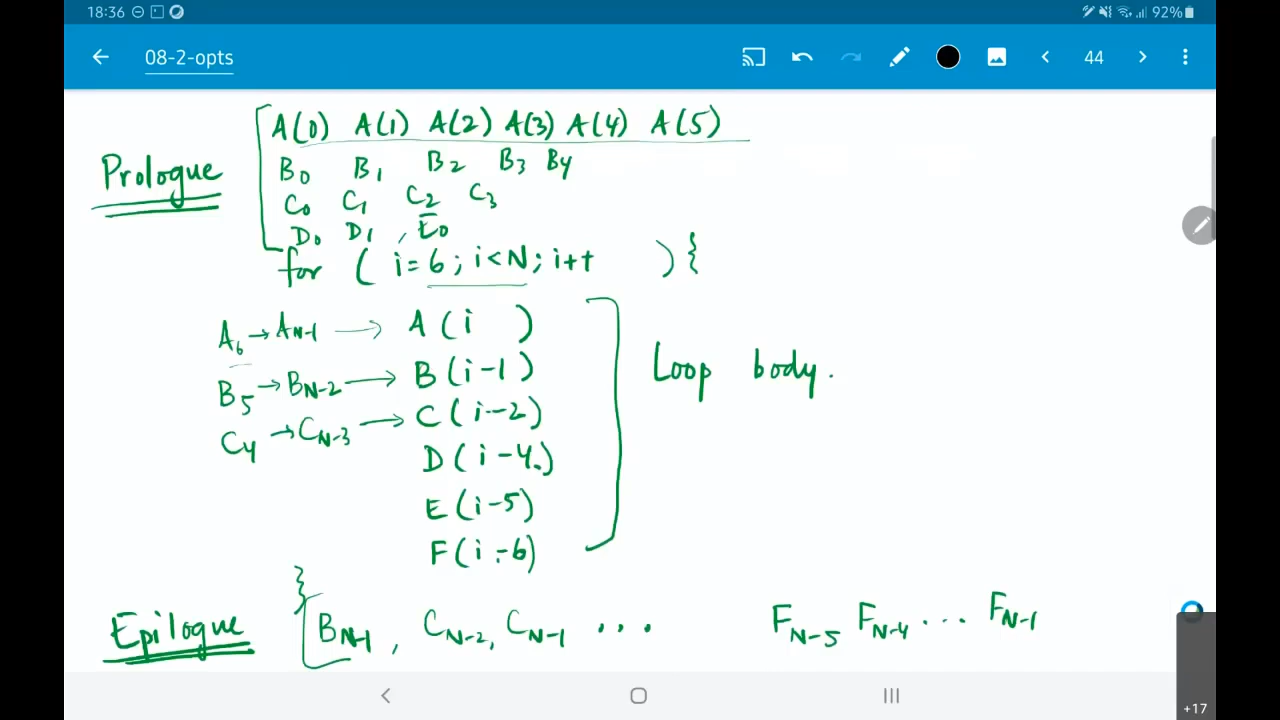 18:36 92%
08-2-opts 44
A(0) A(1) A(2) A(3) A(4) A(5)
Prologue B0 B1 B2 B3 B4
C0 C1 C2 C3
D0 D1, E0
for ( i=6; i<N; i++ ) {
A6 → AN-1 → A(i )
B5 → BN-2 → B(i-1)
C4 → CN-3 → C(i-2)
Loop body.
D(i-4)
E(i-5)
F(i-6)
}
Epilogue BN-1, CN-2, CN-1 ... FN-5 FN-4 ... FN-1
+17